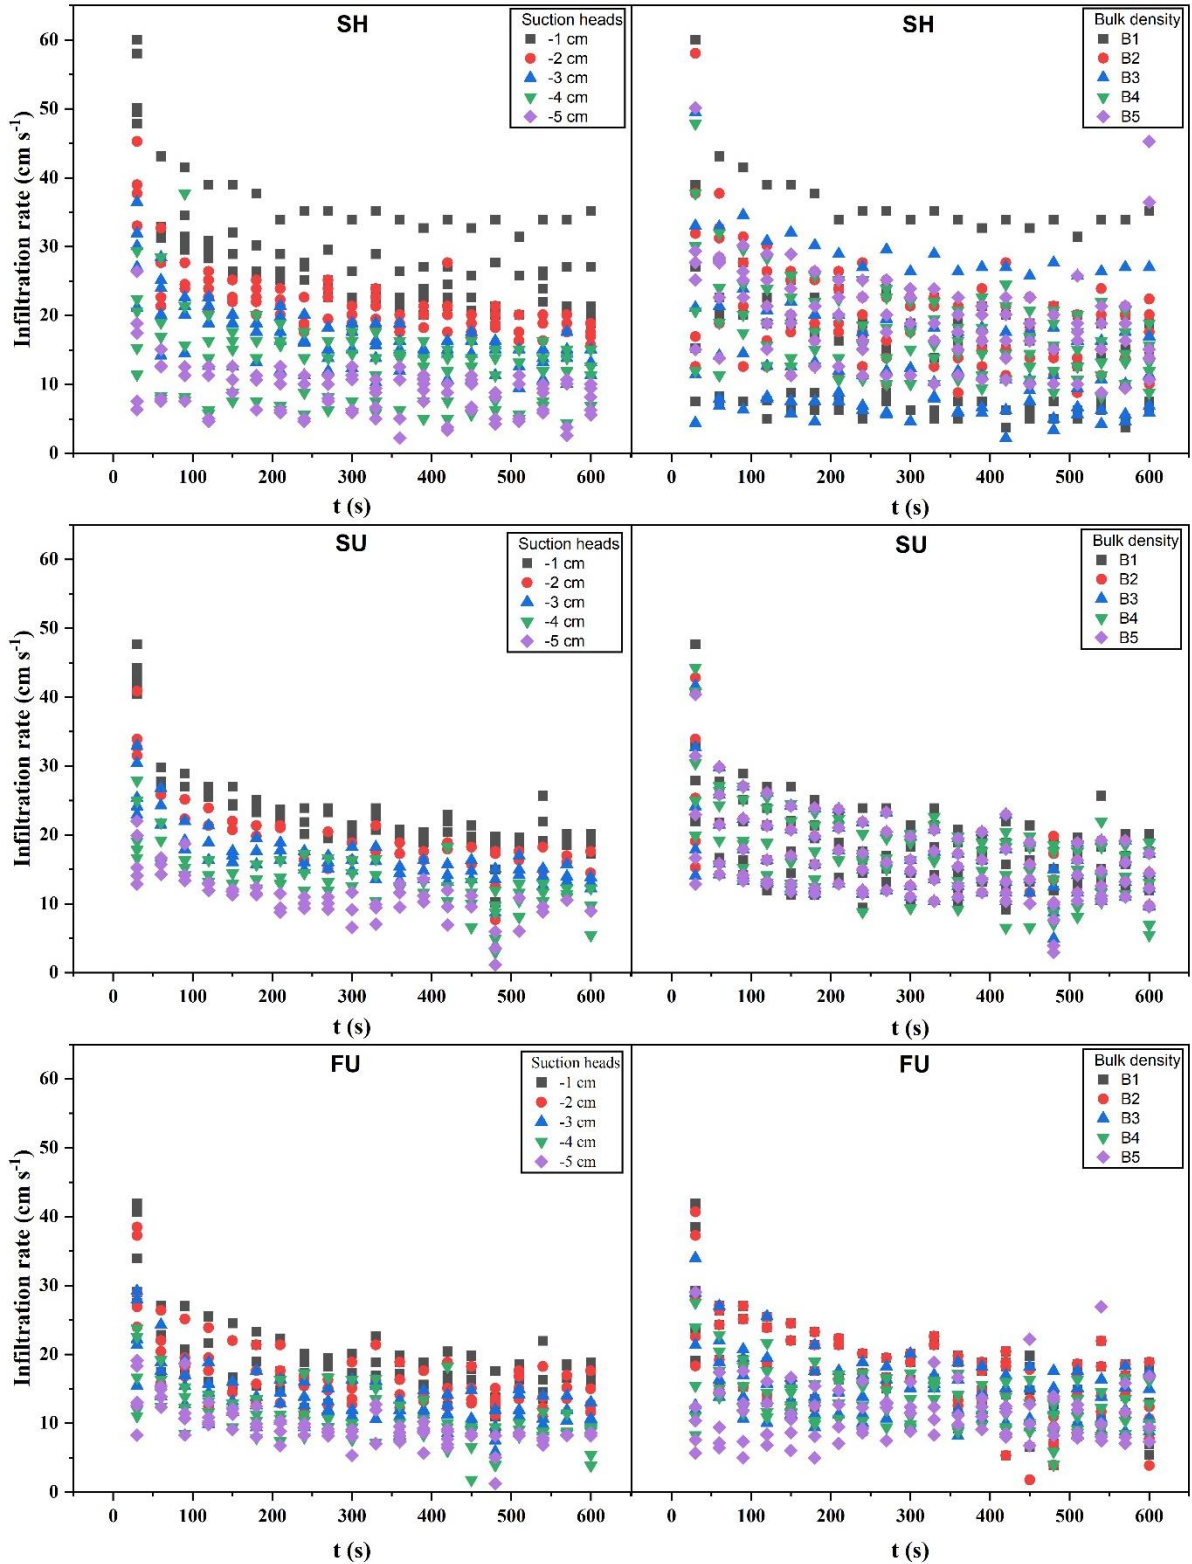 SH
Suction heads
-1 cm
-2 cm
-3 cm
-4 cm
-5 cm
60
50
40
30
20
10
0
Infiltration rate (cm s⁻¹)
0 100 200 300 400 500 600
t (s)
SH
Bulk density
B1
B2
B3
B4
B5
0 100 200 300 400 500 600
t (s)
SU
Suction heads
-1 cm
-2 cm
-3 cm
-4 cm
-5 cm
60
50
40
30
20
10
0
Infiltration rate (cm s⁻¹)
0 100 200 300 400 500 600
t (s)
SU
Bulk density
B1
B2
B3
B4
B5
0 100 200 300 400 500 600
t (s)
FU
Suction heads
-1 cm
-2 cm
-3 cm
-4 cm
-5 cm
60
50
40
30
20
10
0
Infiltration rate (cm s⁻¹)
0 100 200 300 400 500 600
t (s)
FU
Bulk density
B1
B2
B3
B4
B5
0 100 200 300 400 500 600
t (s)